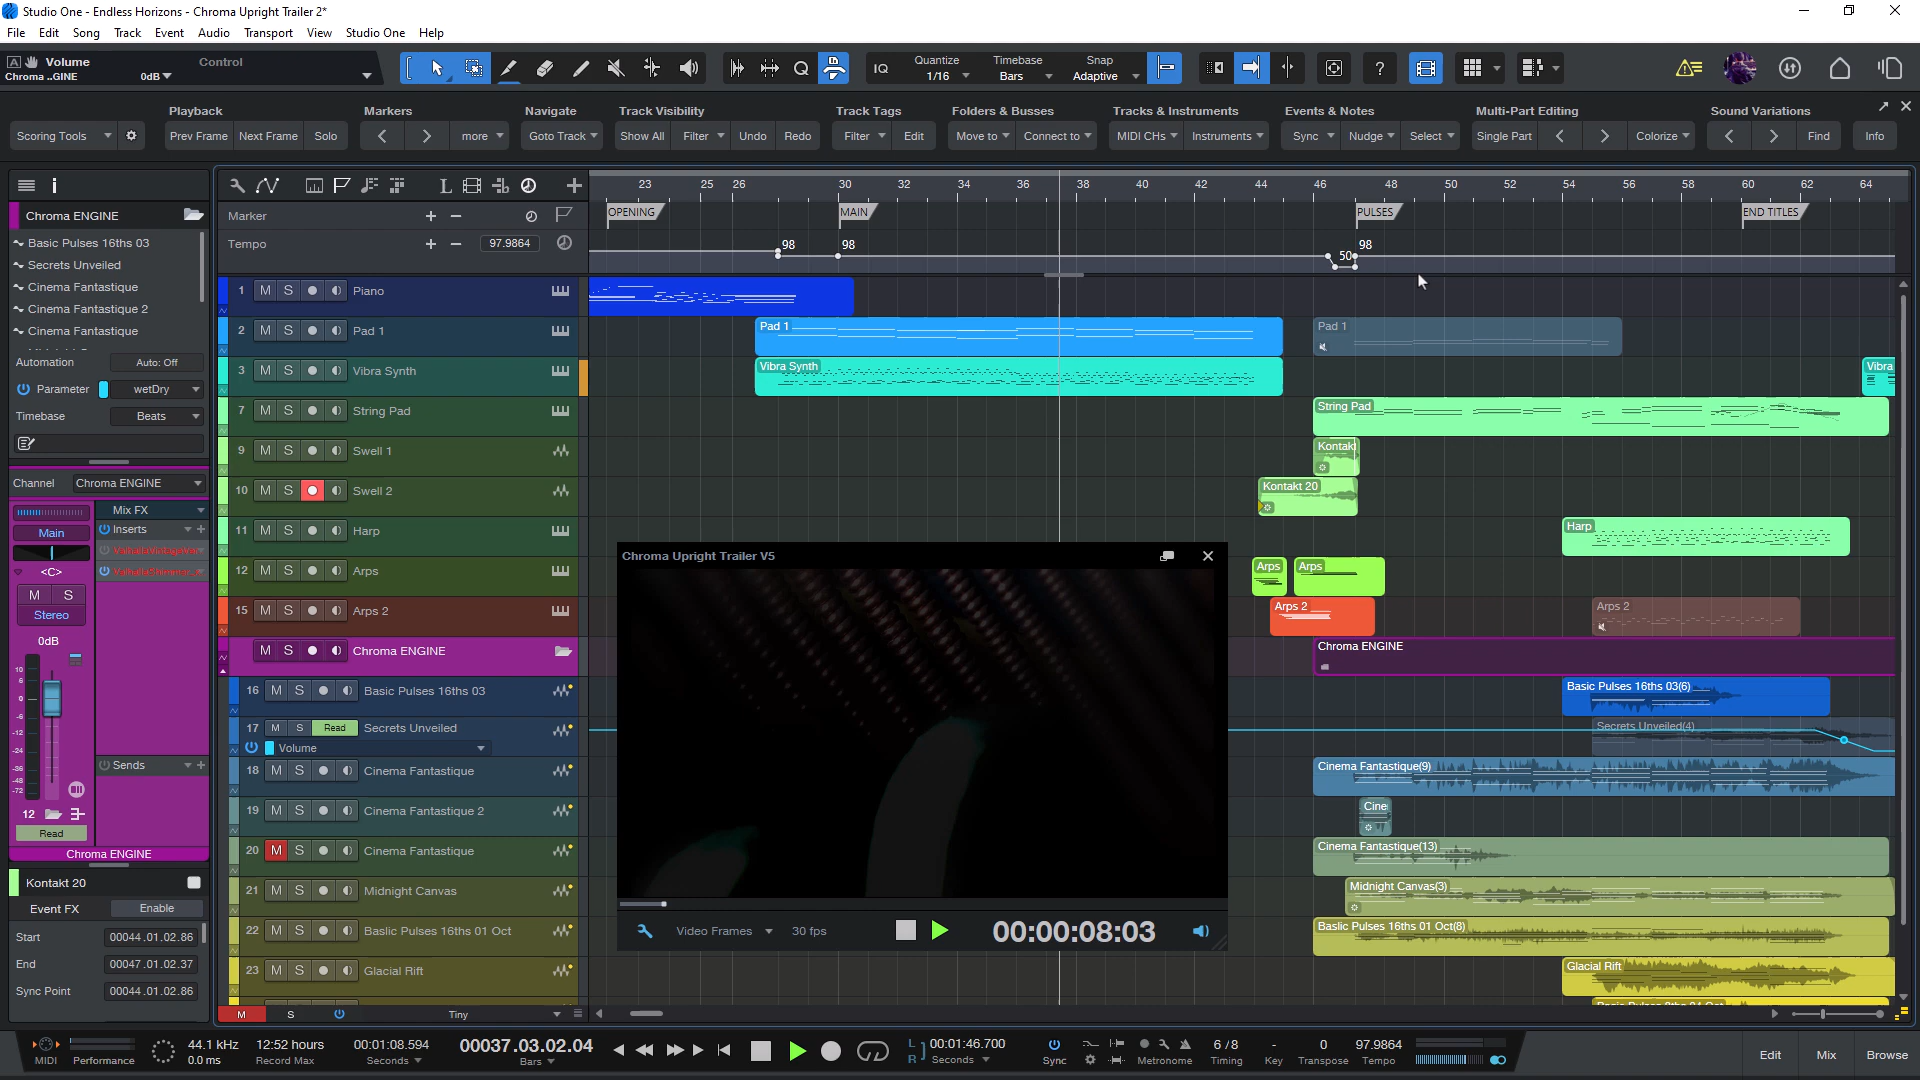 Studio One - Endless Horizons - Chroma Upright Trailer 2*
File Edit Song Track Event Audio Transport View Studio One Help
A Volume Control
Chroma ..GINE 0dB
IQ Quantize 1/16 Timebase Bars Snap Adaptive ?
Playback Markers Navigate Track Visibility Track Tags Folders & Busses Tracks & Instruments Events & Notes Multi-Part Editing Sound Variations
Scoring Tools Prev Frame Next Frame Solo more Goto Track Show All Filter Undo Redo Filter Edit Move to Connect to MIDI CHs Instruments Sync Nudge Select Single Part Colorize Find Info
23 25 26 30 32 34 36 38 40 42 44 46 48 50 52 54 56 58 60 62 64
Marker OPENING MAIN PULSES END TITLES
Tempo 97.9864 98 98 50 98
Chroma ENGINE
Basic Pulses 16ths 03
Secrets Unveiled
Cinema Fantastique
Cinema Fantastique 2
Cinema Fantastique
Automation Auto: Off
Parameter wetDry
Timebase Beats
Channel Chroma ENGINE
Mix FX
Main Inserts
<C>
M S
Stereo
0dB
10
6
0
-6
-12
-24
-36
-48
-72
Sends
12
Read
Chroma ENGINE
Kontakt 20
Event FX Enable
Start 00044.01.02.86
End 00047.01.02.37
Sync Point 00044.01.02.86
1 M S Piano
2 M S Pad 1
3 M S Vibra Synth
7 M S String Pad
9 M S Swell 1
10 M S Swell 2
11 M S Harp
12 M S Arps
15 M S Arps 2
M S Chroma ENGINE
16 M S Basic Pulses 16ths 03
17 M S Read Secrets Unveiled
Volume
18 M S Cinema Fantastique
19 M S Cinema Fantastique 2
20 M S Cinema Fantastique
21 M S Midnight Canvas
22 M S Baslic Pulses 16ths 01 Oct
23 M S Glacial Rift
M S Tiny
Pad 1 Pad 1
Vibra Synth Vibra
String Pad
Kontakt
Kontakt 20
Harp
Arps Arps
Arps 2 Arps 2
Chroma ENGINE
Basic Pulses 16ths 03(6)
Secrets Unveiled(4)
Cinema Fantastique(9)
Cine
Cinema Fantastique(13)
Midnight Canvas(3)
Baslic Pulses 16ths 01 Oct(8)
Glacial Rift
Chroma Upright Trailer V5
Video Frames 30 fps 00:00:08:03
MIDI Performance 44.1 kHz 0.0 ms 12:52 hours Record Max 00:01:08.594 Seconds 00037.03.02.04 Bars L R 00:01:46.700 Seconds Sync Metronome 6 / 8 Timing - Key 0 Transpose 97.9864 Tempo Edit Mix Browse